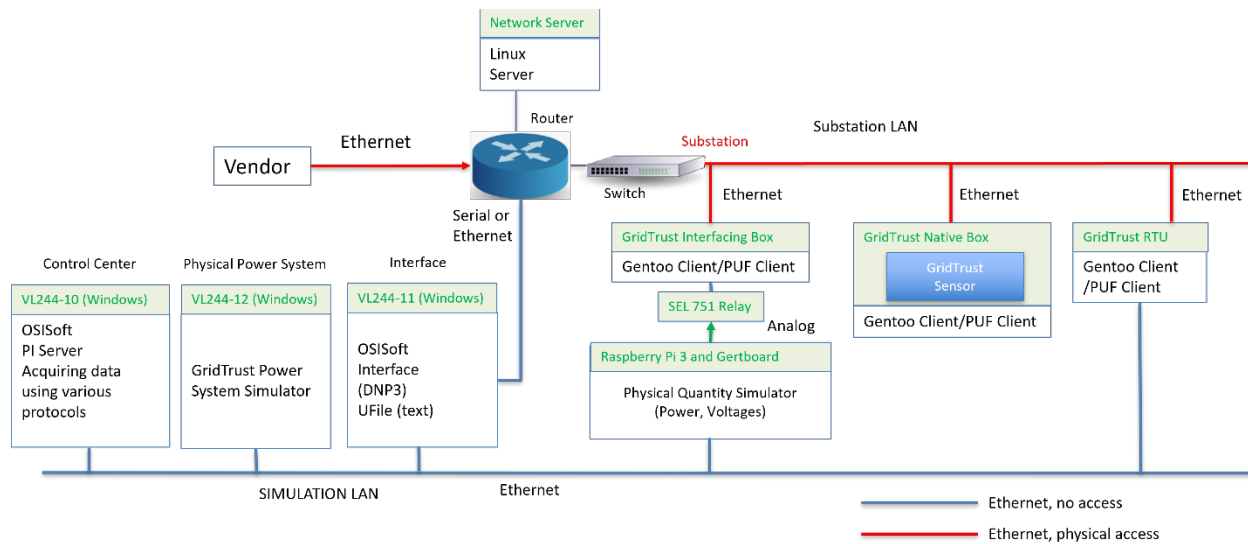 Network Server
Linux
Server
Router
Ethernet
Vendor
Substation
Substation LAN
Switch
Ethernet
Ethernet
Ethernet
Serial or
Ethernet
GridTrust Interfacing Box
Gentoo Client/PUF Client
GridTrust Native Box
GridTrust
Sensor
Gentoo Client/PUF Client
GridTrust RTU
Gentoo Client
/PUF Client
Control Center
Physical Power System
Interface
VL244-10 (Windows)
OSISoft
PI Server
Acquiring data
using various
protocols
VL244-12 (Windows)
GridTrust Power
System Simulator
VL244-11 (Windows)
OSISoft
Interface
(DNP3)
UFile (text)
SEL 751 Relay
Analog
Raspberry Pi 3 and Gertboard
Physical Quantity Simulator
(Power, Voltages)
SIMULATION LAN
Ethernet
Ethernet, no access
Ethernet, physical access